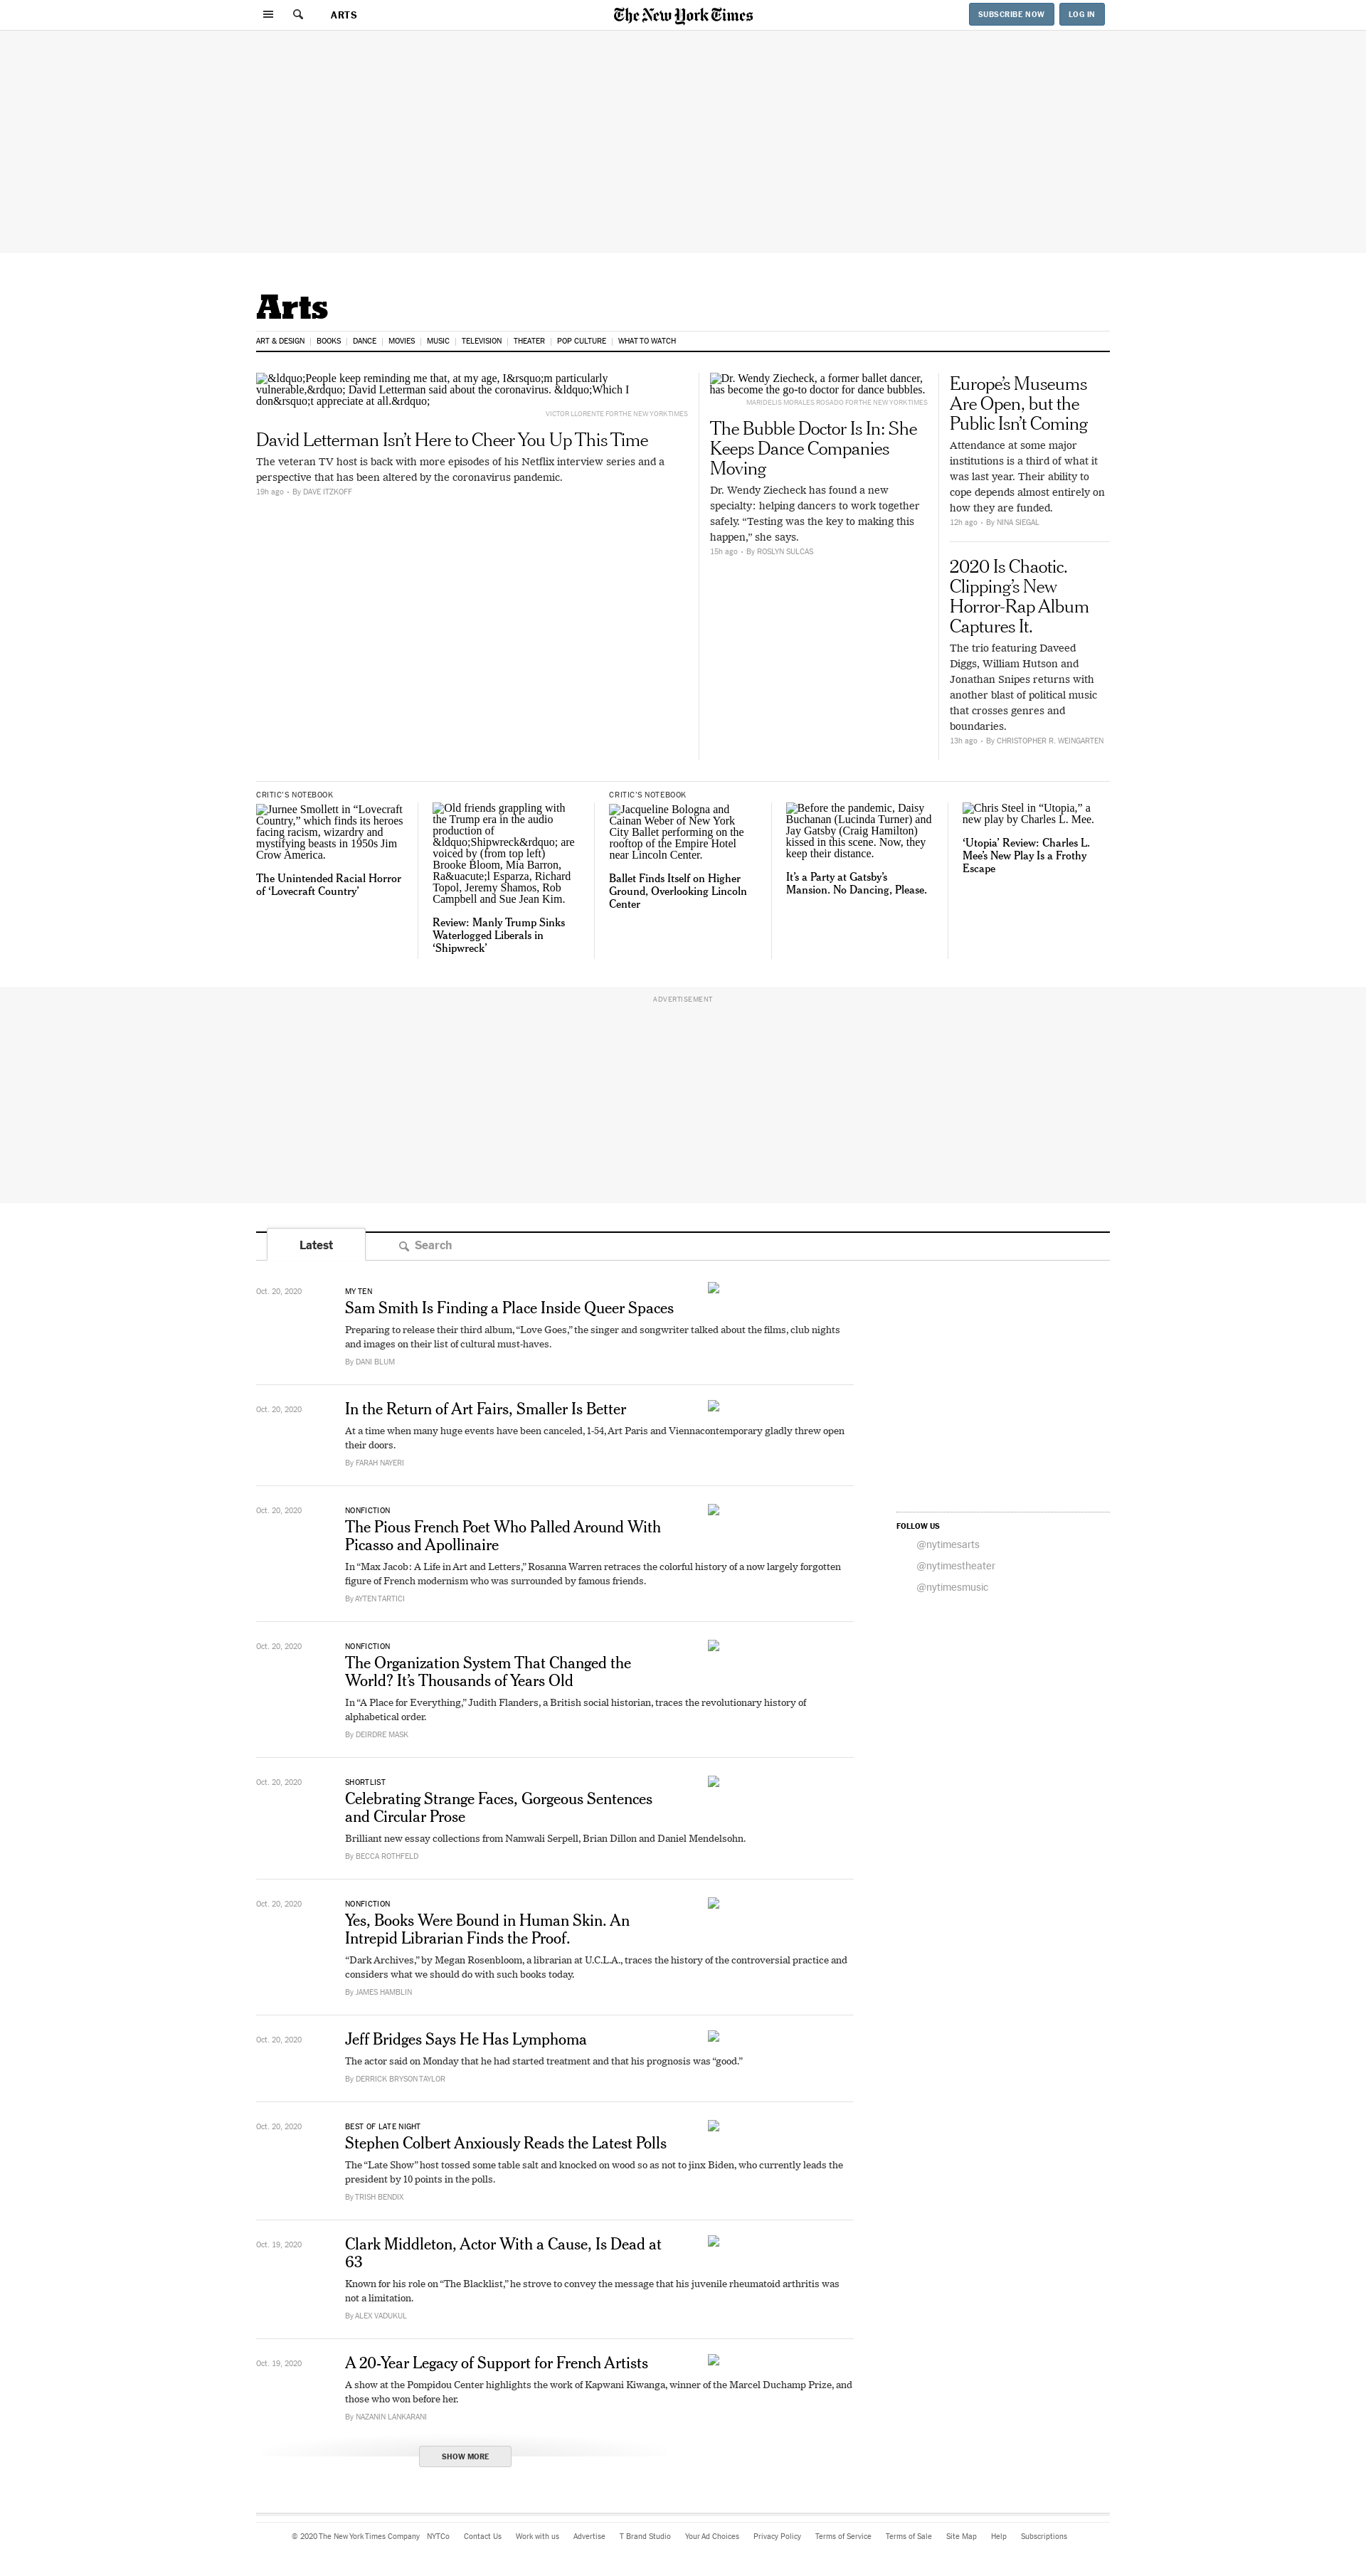 ARTS
The New York Times
SUBSCRIBE NOW
LOG IN
Arts
ART & DESIGN
BOOKS
DANCE
MOVIES
MUSIC
TELEVISION
THEATER
POP CULTURE
WHAT TO WATCH
&ldquo;People keep reminding me that, at my age, I&rsquo;m particularly
vulnerable,&rdquo; David Letterman said about the coronavirus. &ldquo;Which I
don&rsquo;t appreciate at all.&rdquo;
VICTOR LLORENTE FOR THE NEW YORK TIMES
David Letterman Isn’t Here to Cheer You Up This Time
The veteran TV host is back with more episodes of his Netflix interview series and a
perspective that has been altered by the coronavirus pandemic.
19h ago • By DAVE ITZKOFF
Dr. Wendy Ziecheck, a former ballet dancer,
has become the go-to doctor for dance bubbles.
MARIDELIS MORALES ROSADO FOR THE NEW YORK TIMES
The Bubble Doctor Is In: She
Keeps Dance Companies
Moving
Dr. Wendy Ziecheck has found a new
specialty: helping dancers to work together
safely. “Testing was the key to making this
happen,” she says.
15h ago • By ROSLYN SULCAS
Europe’s Museums
Are Open, but the
Public Isn’t Coming
Attendance at some major
institutions is a third of what it
was last year. Their ability to
cope depends almost entirely on
how they are funded.
12h ago • By NINA SIEGAL
2020 Is Chaotic.
Clipping’s New
Horror-Rap Album
Captures It.
The trio featuring Daveed
Diggs, William Hutson and
Jonathan Snipes returns with
another blast of political music
that crosses genres and
boundaries.
13h ago • By CHRISTOPHER R. WEINGARTEN
CRITIC’S NOTEBOOK
Jurnee Smollett in “Lovecraft
Country,” which finds its heroes
facing racism, wizardry and
mystifying beasts in 1950s Jim
Crow America.
The Unintended Racial Horror
of ‘Lovecraft Country’
Old friends grappling with
the Trump era in the audio
production of
&ldquo;Shipwreck&rdquo; are
voiced by (from top left)
Brooke Bloom, Mia Barron,
Ra&uacute;l Esparza, Richard
Topol, Jeremy Shamos, Rob
Campbell and Sue Jean Kim.
Review: Manly Trump Sinks
Waterlogged Liberals in
‘Shipwreck’
CRITIC’S NOTEBOOK
Jacqueline Bologna and
Cainan Weber of New York
City Ballet performing on the
rooftop of the Empire Hotel
near Lincoln Center.
Ballet Finds Itself on Higher
Ground, Overlooking Lincoln
Center
Before the pandemic, Daisy
Buchanan (Lucinda Turner) and
Jay Gatsby (Craig Hamilton)
kissed in this scene. Now, they
keep their distance.
It’s a Party at Gatsby’s
Mansion. No Dancing, Please.
Chris Steel in “Utopia,” a
new play by Charles L. Mee.
‘Utopia’ Review: Charles L.
Mee’s New Play Is a Frothy
Escape
ADVERTISEMENT
Latest
Search
Oct. 20, 2020
MY TEN
Sam Smith Is Finding a Place Inside Queer Spaces
Preparing to release their third album, “Love Goes,” the singer and songwriter talked about the films, club nights
and images on their list of cultural must-haves.
By DANI BLUM
Oct. 20, 2020
In the Return of Art Fairs, Smaller Is Better
At a time when many huge events have been canceled, 1-54, Art Paris and Viennacontemporary gladly threw open
their doors.
By FARAH NAYERI
Oct. 20, 2020
NONFICTION
The Pious French Poet Who Palled Around With
Picasso and Apollinaire
In “Max Jacob: A Life in Art and Letters,” Rosanna Warren retraces the colorful history of a now largely forgotten
figure of French modernism who was surrounded by famous friends.
By AYTEN TARTICI
Oct. 20, 2020
NONFICTION
The Organization System That Changed the
World? It’s Thousands of Years Old
In “A Place for Everything,” Judith Flanders, a British social historian, traces the revolutionary history of
alphabetical order.
By DEIRDRE MASK
Oct. 20, 2020
SHORTLIST
Celebrating Strange Faces, Gorgeous Sentences
and Circular Prose
Brilliant new essay collections from Namwali Serpell, Brian Dillon and Daniel Mendelsohn.
By BECCA ROTHFELD
Oct. 20, 2020
NONFICTION
Yes, Books Were Bound in Human Skin. An
Intrepid Librarian Finds the Proof.
“Dark Archives,” by Megan Rosenbloom, a librarian at U.C.L.A., traces the history of the controversial practice and
considers what we should do with such books today.
By JAMES HAMBLIN
Oct. 20, 2020
Jeff Bridges Says He Has Lymphoma
The actor said on Monday that he had started treatment and that his prognosis was “good.”
By DERRICK BRYSON TAYLOR
Oct. 20, 2020
BEST OF LATE NIGHT
Stephen Colbert Anxiously Reads the Latest Polls
The “Late Show” host tossed some table salt and knocked on wood so as not to jinx Biden, who currently leads the
president by 10 points in the polls.
By TRISH BENDIX
Oct. 19, 2020
Clark Middleton, Actor With a Cause, Is Dead at
63
Known for his role on “The Blacklist,” he strove to convey the message that his juvenile rheumatoid arthritis was
not a limitation.
By ALEX VADUKUL
Oct. 19, 2020
A 20-Year Legacy of Support for French Artists
A show at the Pompidou Center highlights the work of Kapwani Kiwanga, winner of the Marcel Duchamp Prize, and
those who won before her.
By NAZANIN LANKARANI
SHOW MORE
FOLLOW US
@nytimesarts
@nytimestheater
@nytimesmusic
© 2020 The New York Times Company
NYTCo
Contact Us
Work with us
Advertise
T Brand Studio
Your Ad Choices
Privacy Policy
Terms of Service
Terms of Sale
Site Map
Help
Subscriptions